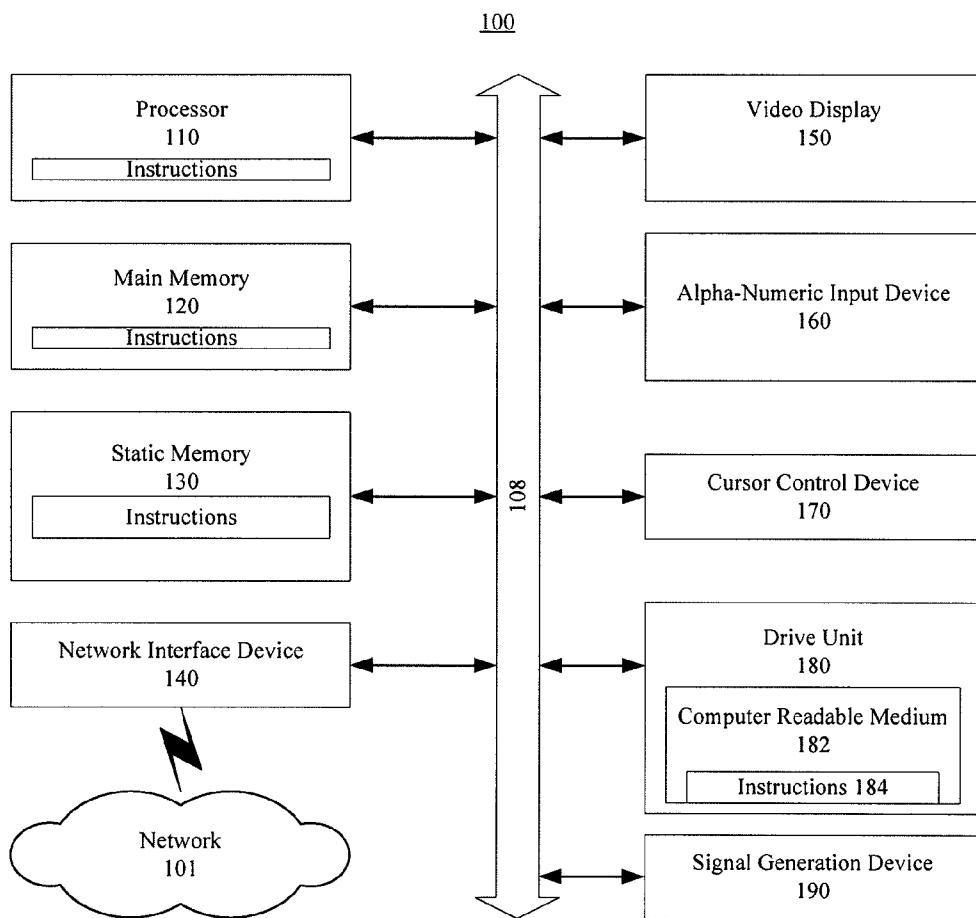 100
Processor
110
Instructions
Main Memory
120
Instructions
Static Memory
130
Instructions
Network Interface Device
140
Network
101
108
Video Display
150
Alpha-Numeric Input Device
160
Cursor Control Device
170
Drive Unit
180
Computer Readable Medium
182
Instructions 184
Signal Generation Device
190